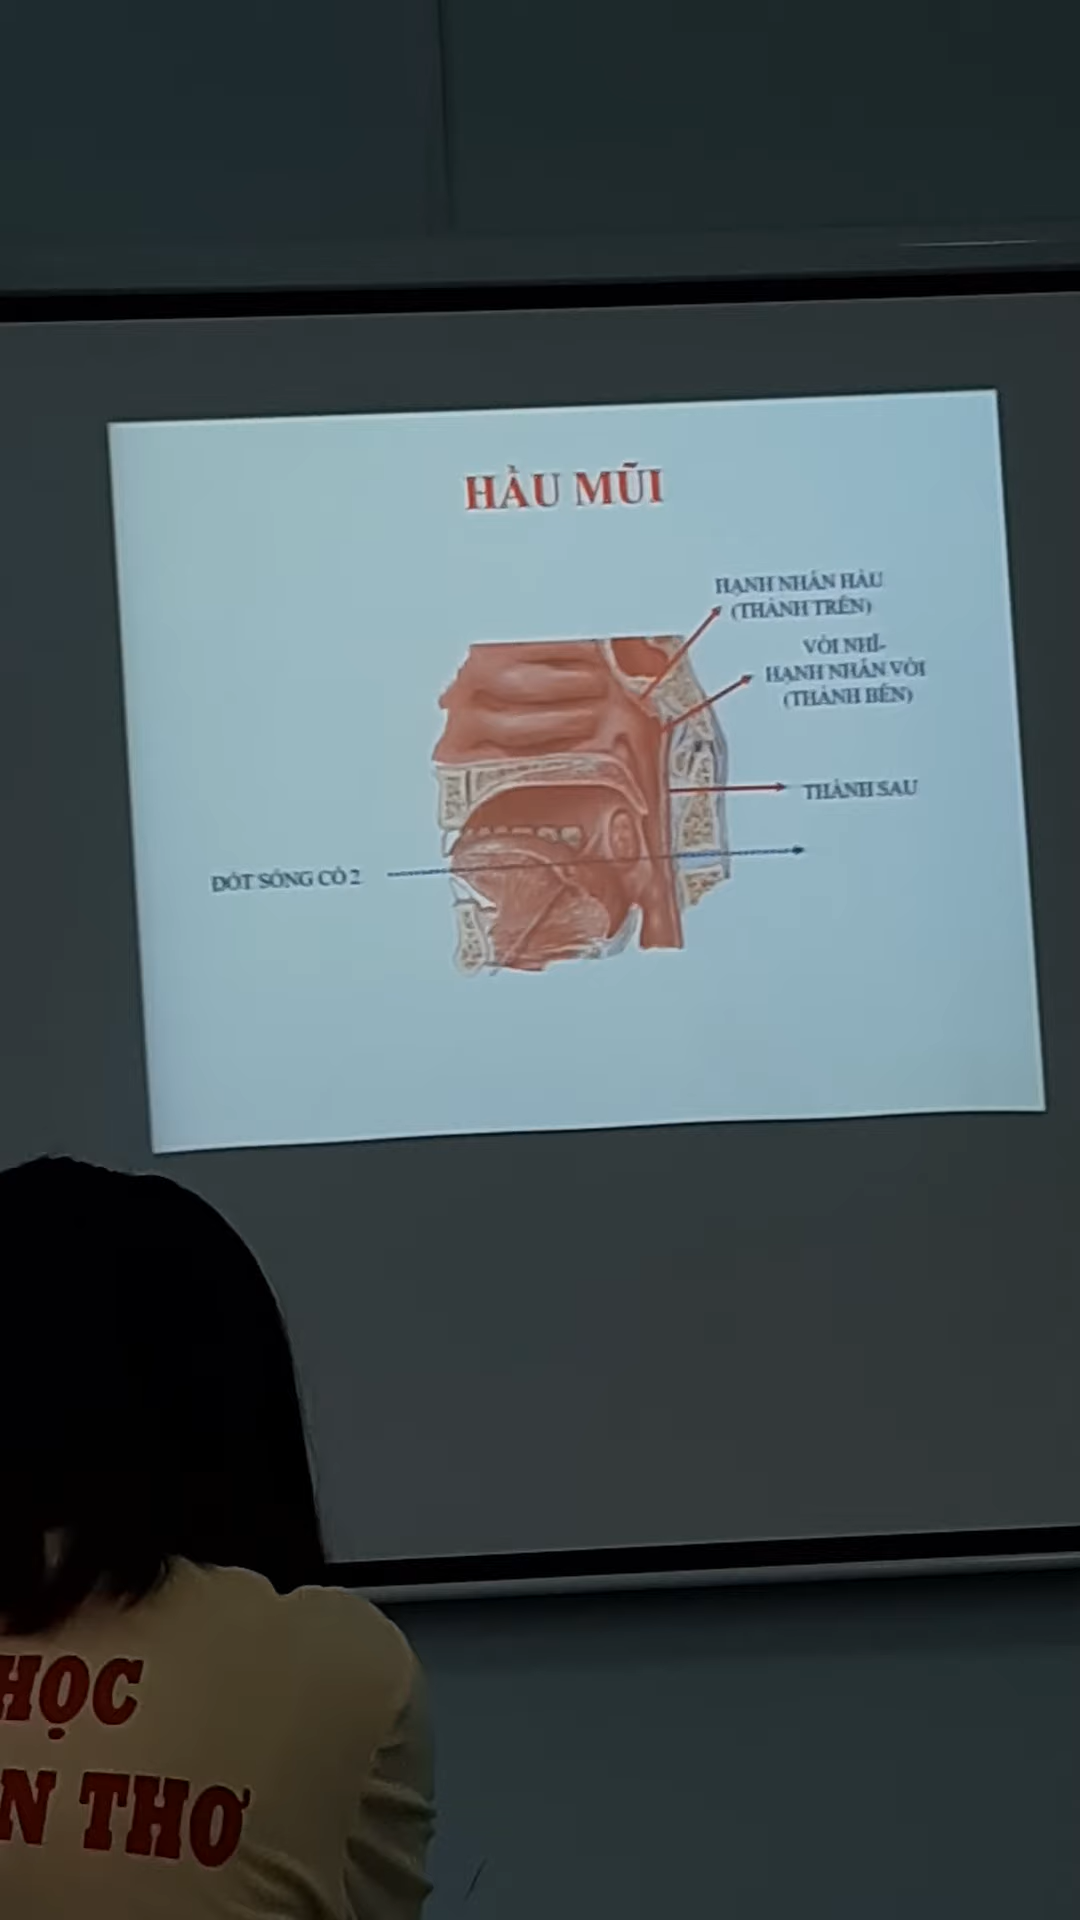 HẦU MŨI
HẠNH NHÂN HẦU
(THÀNH TRÊN)
VÒI NHĨ-
HẠNH NHÂN VÒI
(THÀNH BÊN)
THÀNH SAU
ĐỐT SỐNG CỔ 2
HỌC
N THƠ